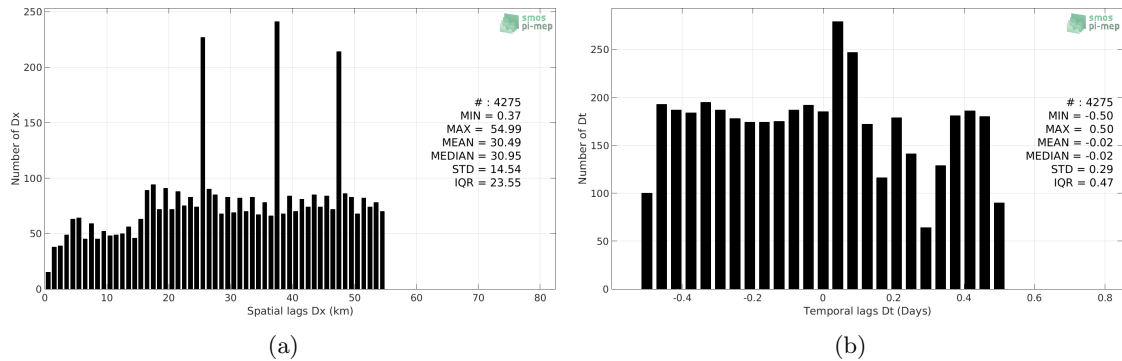 250
200
150
100
50
0
Number of Dx
0 10 20 30 40 50 60 70 80
Spatial lags Dx (km)
smos
pi-mep
# : 4275
MIN = 0.37
MAX = 54.99
MEAN = 30.49
MEDIAN = 30.95
STD = 14.54
IQR = 23.55
(a)
250
200
150
100
50
0
Number of Dt
-0.4 -0.2 0 0.2 0.4 0.6 0.8
Temporal lags Dt (Days)
smos
pi-mep
# : 4275
MIN = -0.50
MAX = 0.50
MEAN = -0.02
MEDIAN = -0.02
STD = 0.29
IQR = 0.47
(b)